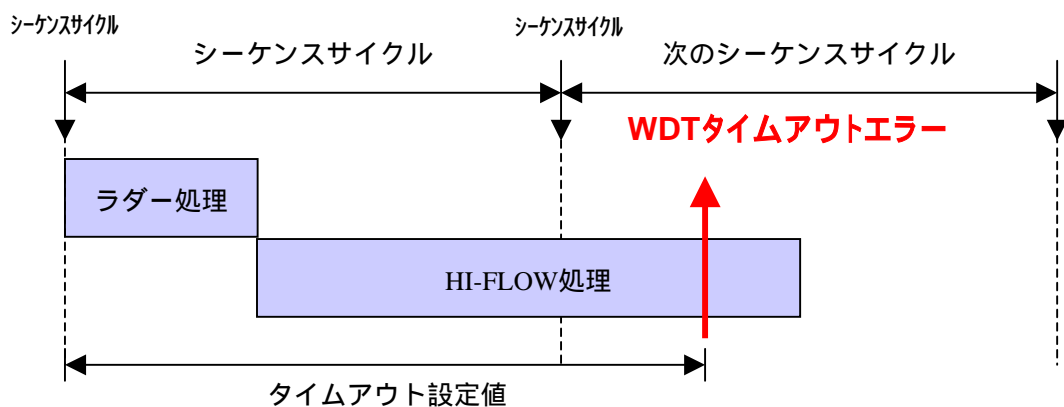 シーケンスサイクル
シーケンスサイクル
シーケンスサイクル
次のシーケンスサイクル
WDTタイムアウトエラー
ラダー処理
HI-FLOW処理
タイムアウト設定値